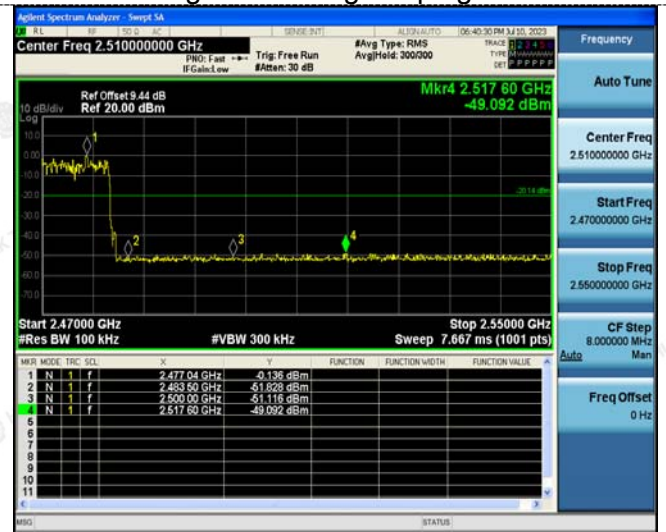 Agilent Spectrum Analyzer - Swept SA
RL RF 50 Ω AC SENSE:INT ALIGN AUTO 06:40:30 PM Jul 10, 2023
Center Freq 2.510000000 GHz
PNO: Fast
IFGain:Low
Trig: Free Run
#Atten: 30 dB
#Avg Type: RMS
Avg|Hold: 300/300
TRACE 1 2 3 4 5 6
TYPE
DET P P P P P P
Frequency
Mkr4 2.517 60 GHz
-49.092 dBm
Ref Offset 9.44 dB
10 dB/div Ref 20.00 dBm
Log
10.0
0.00
-10.0
-20.0
-30.0
-40.0
-50.0
-60.0
-70.0
1
2
3
4
-20.14 dBm
Start 2.47000 GHz Stop 2.55000 GHz
#Res BW 100 kHz #VBW 300 kHz Sweep 7.667 ms (1001 pts)
MKR MODE TRC SCL X Y FUNCTION FUNCTION WIDTH FUNCTION VALUE
1 N 1 f 2.477 04 GHz -0.136 dBm
2 N 1 f 2.483 50 GHz -51.828 dBm
3 N 1 f 2.500 00 GHz -51.116 dBm
4 N 1 f 2.517 60 GHz -49.092 dBm
5
6
7
8
9
10
11
MSG STATUS
Auto Tune
Center Freq
2.510000000 GHz
Start Freq
2.470000000 GHz
Stop Freq
2.550000000 GHz
CF Step
8.000000 MHz
Auto Man
Freq Offset
0 Hz